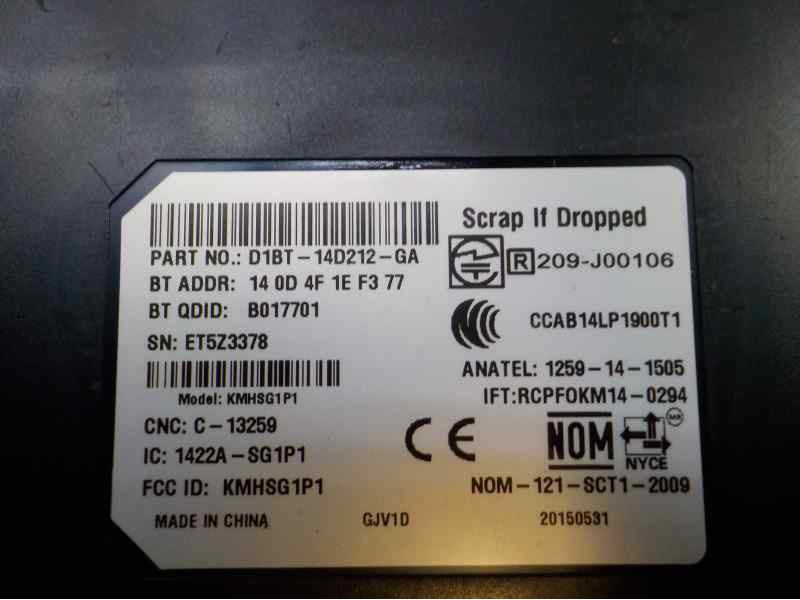 Scrap If Dropped
PART NO.: D1BT-14D212-GA
R 209-J00106
BT ADDR: 14 0D 4F 1E F3 77
BT QDID: B017701
CCAB14LP1900T1
SN: ET5Z3378
ANATEL: 1259-14-1505
Model: KMHSG1P1
IFT:RCPFOKM14-0294
CNC: C-13259
CE
NOM
NYCE
IC: 1422A-SG1P1
FCC ID: KMHSG1P1
NOM-121-SCT1-2009
MADE IN CHINA
GJV1D
20150531